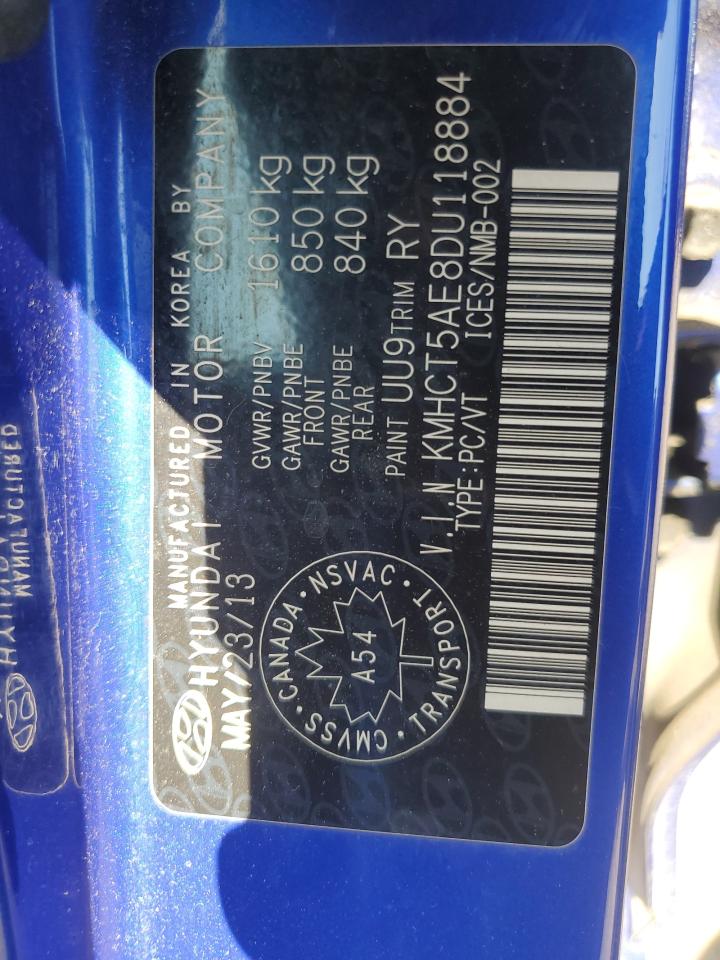 MANUFACTURED IN KOREA BY
HYUNDAI MOTOR COMPANY
MAY/23/13
GVWR/PNBV 1610 kg
GAWR/PNBE FRONT 850 kg
GAWR/PNBE REAR 840 kg
PAINT UU9 TRIM RY
V.I.N KMHCT5AE8DU118884
TYPE:PC/VT ICES/NMB-002
CANADA · NSVAC · TRANSPORT · CMVSS ·
A54
MANUFACTURED